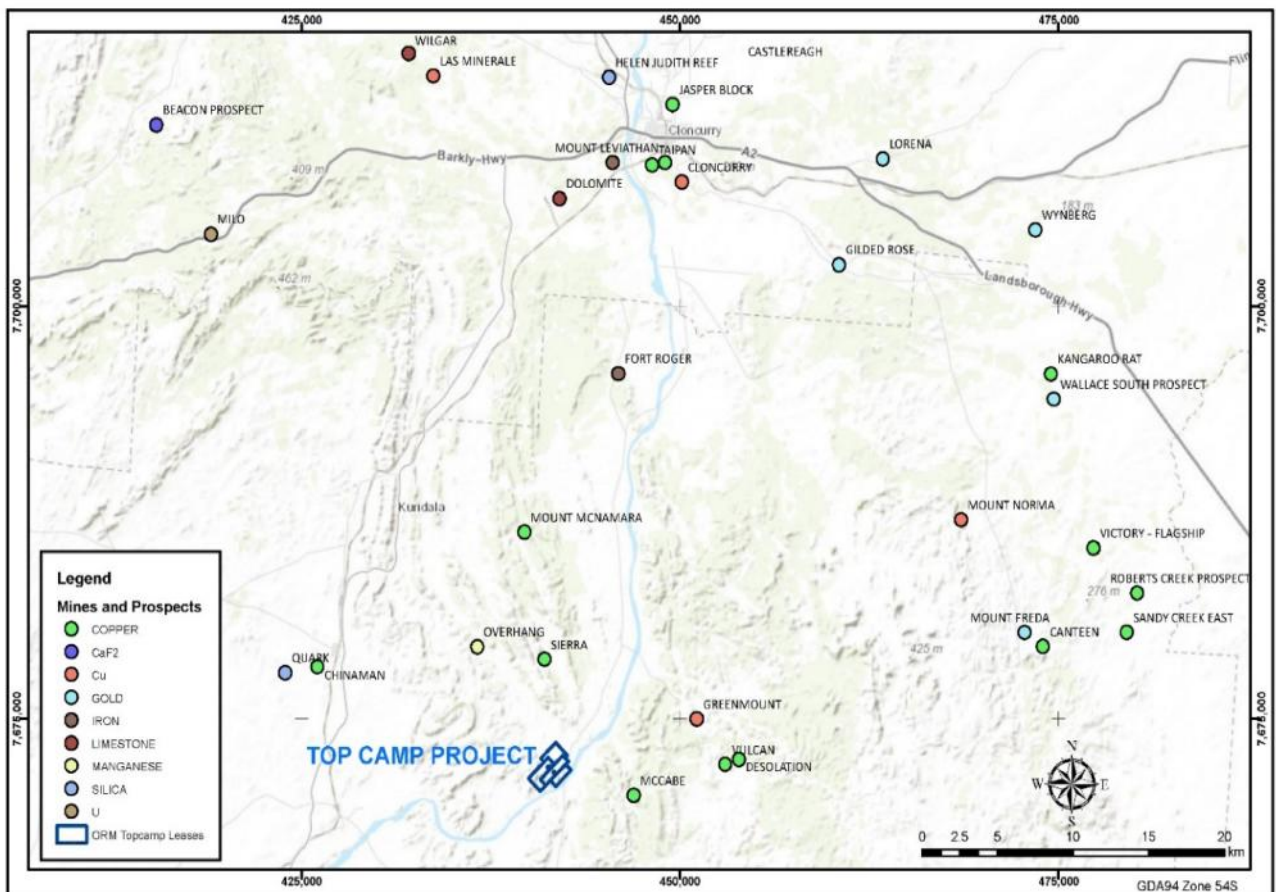 425,000
450,000
475,000
WILGAR
LAS MINERALE
HELEN JUDITH REEF
CASTLEREAGH
JASPER BLOCK
BEACON PROSPECT
Cloncurry
Barkly-Hwy
MOUNT LEVIATHAN
TAIPAN
A2
LORENA
409 m
CLONCURRY
DOLOMITE
183 m
MILO
WYNBERG
GILDED ROSE
462 m
Landsborough-Hwy
7,700,000
7,700,000
FORT ROGER
KANGAROO RAT
WALLACE SOUTH PROSPECT
Kundala
MOUNT MCNAMARA
MOUNT NORMA
VICTORY - FLAGSHIP
ROBERTS CREEK PROSPECT
276 m
MOUNT FREDA
SANDY CREEK EAST
OVERHANG
SIERRA
CANTEEN
425 m
QUARK
CHINAMAN
GREENMOUNT
7,675,000
7,675,000
TOP CAMP PROJECT
VULCAN
DESOLATION
MCCABE
Legend
Mines and Prospects
COPPER
CaF2
Cu
GOLD
IRON
LIMESTONE
MANGANESE
SILICA
U
ORM Topcamp Leases
N
W
E
S
0 2.5 5 10 15 20
km
425,000
450,000
475,000
GDA94 Zone 54S